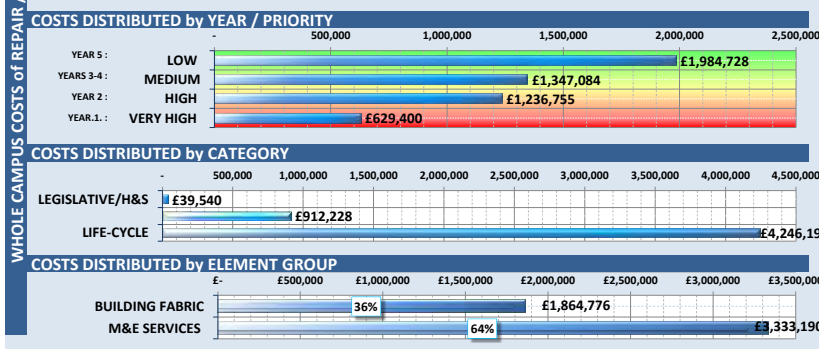 WHOLE CAMPUS COSTS of REPAIR
COSTS DISTRIBUTED by YEAR / PRIORITY
- 500,000 1,000,000 1,500,000 2,000,000 2,500,000
YEAR 5 : LOW £1,984,728
YEARS 3-4 : MEDIUM £1,347,084
YEAR 2 : HIGH £1,236,755
YEAR.1. : VERY HIGH £629,400
COSTS DISTRIBUTED by CATEGORY
- 500,000 1,000,000 1,500,000 2,000,000 2,500,000 3,000,000 3,500,000 4,000,000 4,500,000
LEGISLATIVE/H&S £39,540
£912,228
LIFE-CYCLE £4,246,19
COSTS DISTRIBUTED by ELEMENT GROUP
£- £500,000 £1,000,000 £1,500,000 £2,000,000 £2,500,000 £3,000,000 £3,500,0
BUILDING FABRIC 36% £1,864,776
M&E SERVICES 64% £3,333,190